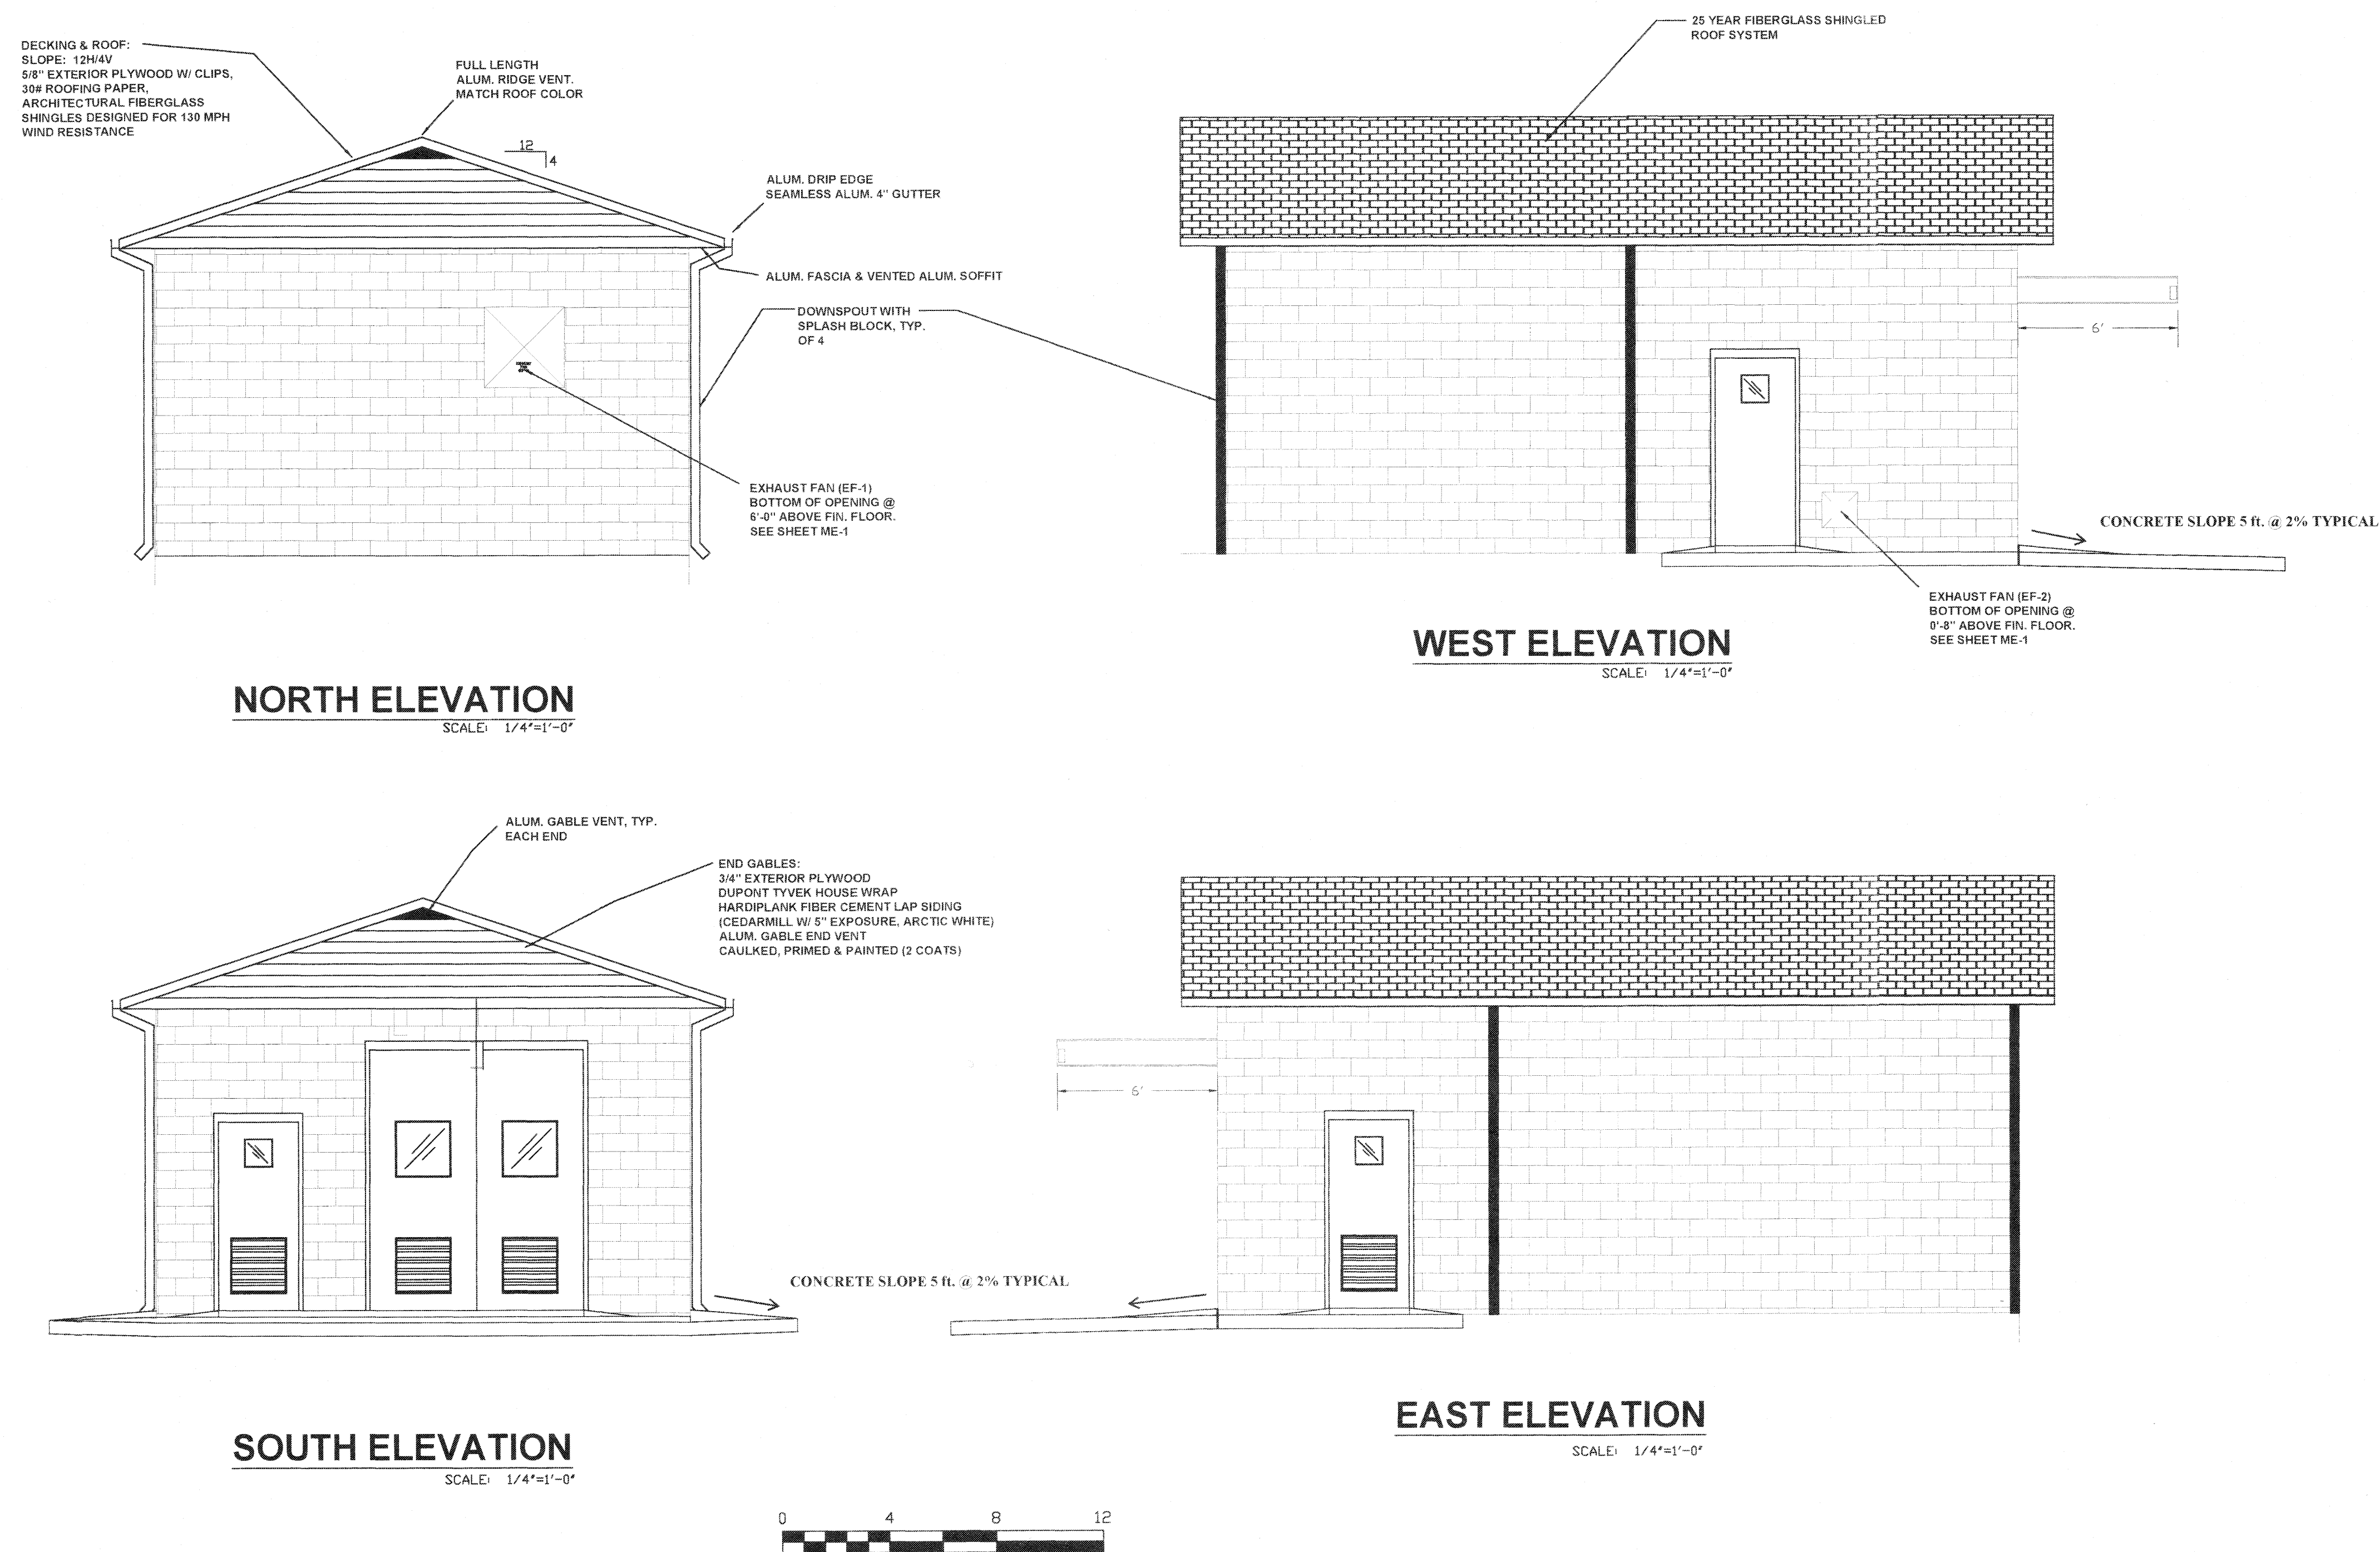 DECKING & ROOF:
SLOPE: 12H/4V
5/8" EXTERIOR PLYWOOD W/ CLIPS,
30# ROOFING PAPER,
ARCHITECTURAL FIBERGLASS
SHINGLES DESIGNED FOR 130 MPH
WIND RESISTANCE
FULL LENGTH
ALUM. RIDGE VENT.
MATCH ROOF COLOR
12
4
ALUM. DRIP EDGE
SEAMLESS ALUM. 4" GUTTER
ALUM. FASCIA & VENTED ALUM. SOFFIT
DOWNSPOUT WITH
SPLASH BLOCK, TYP.
OF 4
EXHAUST FAN (EF-1)
BOTTOM OF OPENING @
6'-0" ABOVE FIN. FLOOR.
SEE SHEET ME-1
NORTH ELEVATION
SCALE: 1/4"=1'-0"
25 YEAR FIBERGLASS SHINGLED
ROOF SYSTEM
6'
CONCRETE SLOPE 5 ft. @ 2% TYPICAL
EXHAUST FAN (EF-2)
BOTTOM OF OPENING @
0'-8" ABOVE FIN. FLOOR.
SEE SHEET ME-1
WEST ELEVATION
SCALE: 1/4"=1'-0"
ALUM. GABLE VENT, TYP.
EACH END
END GABLES:
3/4" EXTERIOR PLYWOOD
DUPONT TYVEK HOUSE WRAP
HARDIPLANK FIBER CEMENT LAP SIDING
(CEDARMILL W/ 5" EXPOSURE, ARCTIC WHITE)
ALUM. GABLE END VENT
CAULKED, PRIMED & PAINTED (2 COATS)
CONCRETE SLOPE 5 ft. @ 2% TYPICAL
SOUTH ELEVATION
SCALE: 1/4"=1'-0"
6'
EAST ELEVATION
SCALE: 1/4"=1'-0"
0 4 8 12